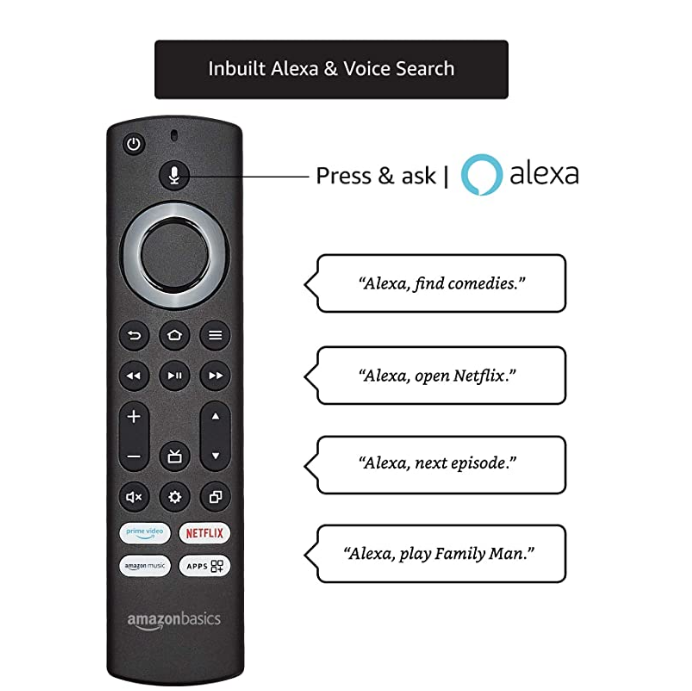 Inbuilt Alexa & Voice Search
Press & ask | alexa
“Alexa, find comedies.”
“Alexa, open Netflix.”
“Alexa, next episode.”
“Alexa, play Family Man.”
prime video NETFLIX
amazon music APPS
amazonbasics